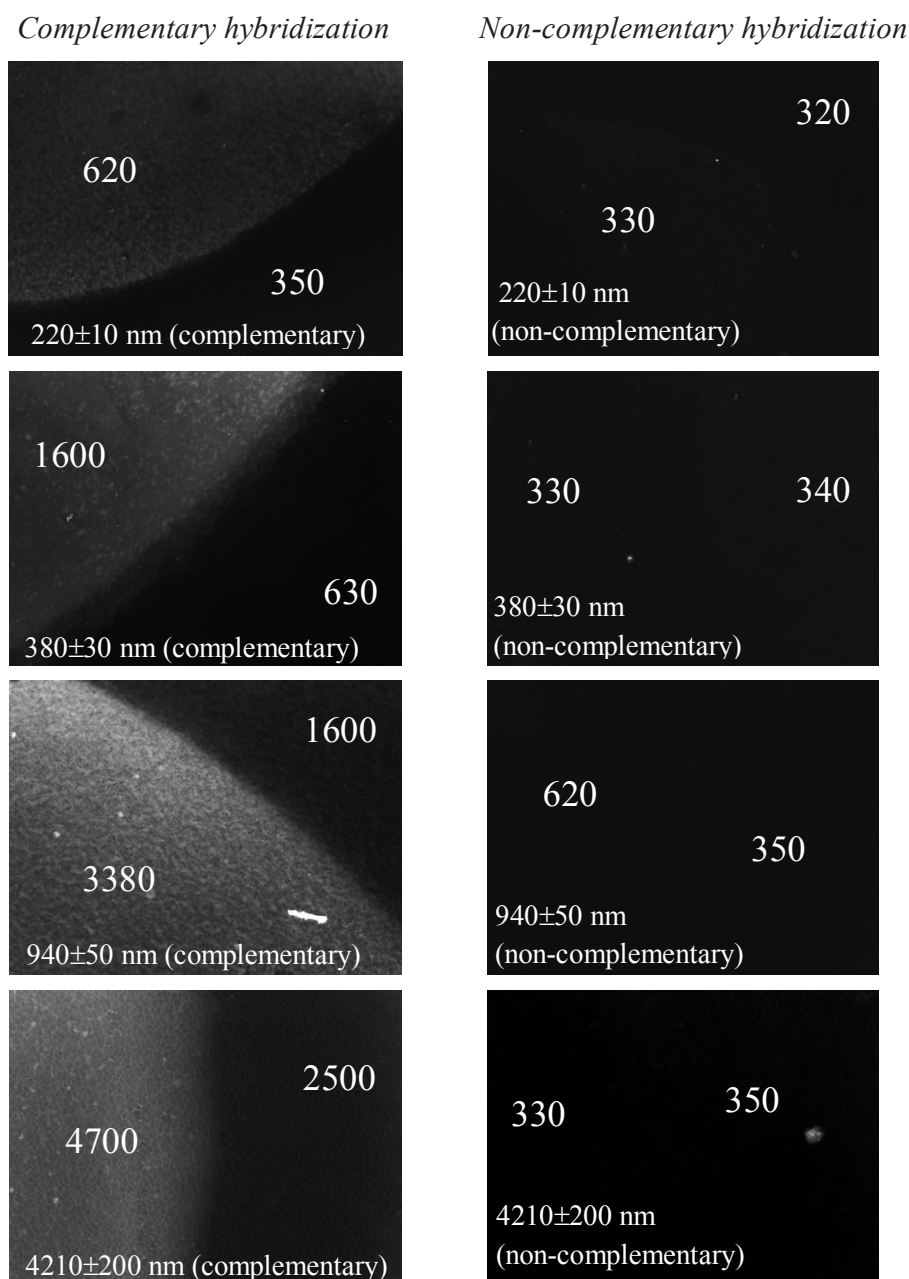 Complementary hybridization
Non-complementary hybridization
620
350
220±10 nm (complementary)
320
330
220±10 nm
(non-complementary)
1600
630
380±30 nm (complementary)
330
340
380±30 nm
(non-complementary)
1600
3380
940±50 nm (complementary)
620
350
940±50 nm
(non-complementary)
2500
4700
4210±200 nm (complementary)
330
350
4210±200 nm
(non-complementary)